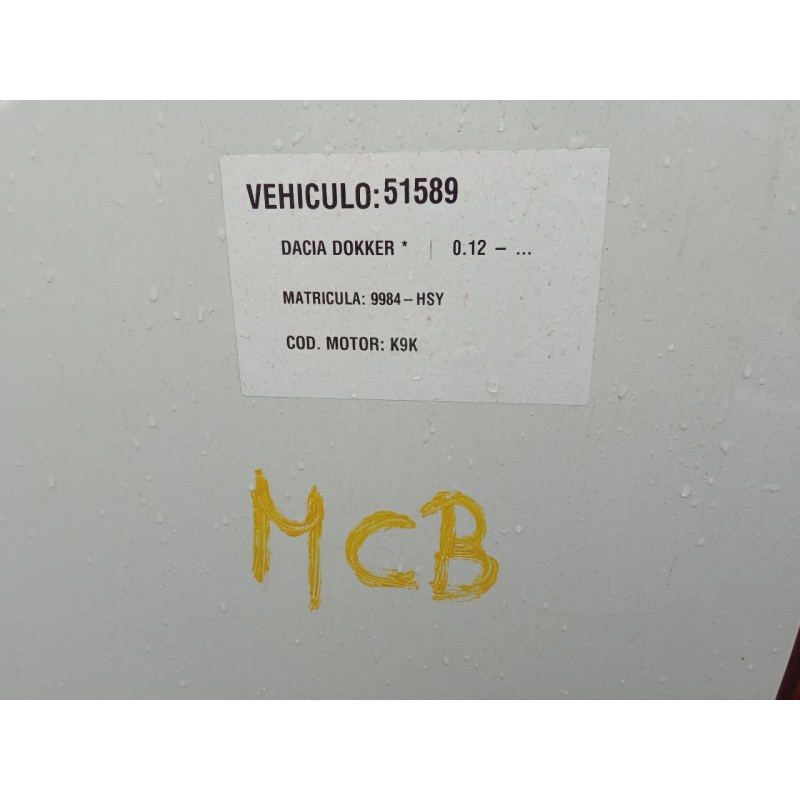 VEHICULO: 51589
DACIA DOKKER * | 0.12 – ...
MATRICULA: 9984–HSY
COD. MOTOR: K9K
MCB